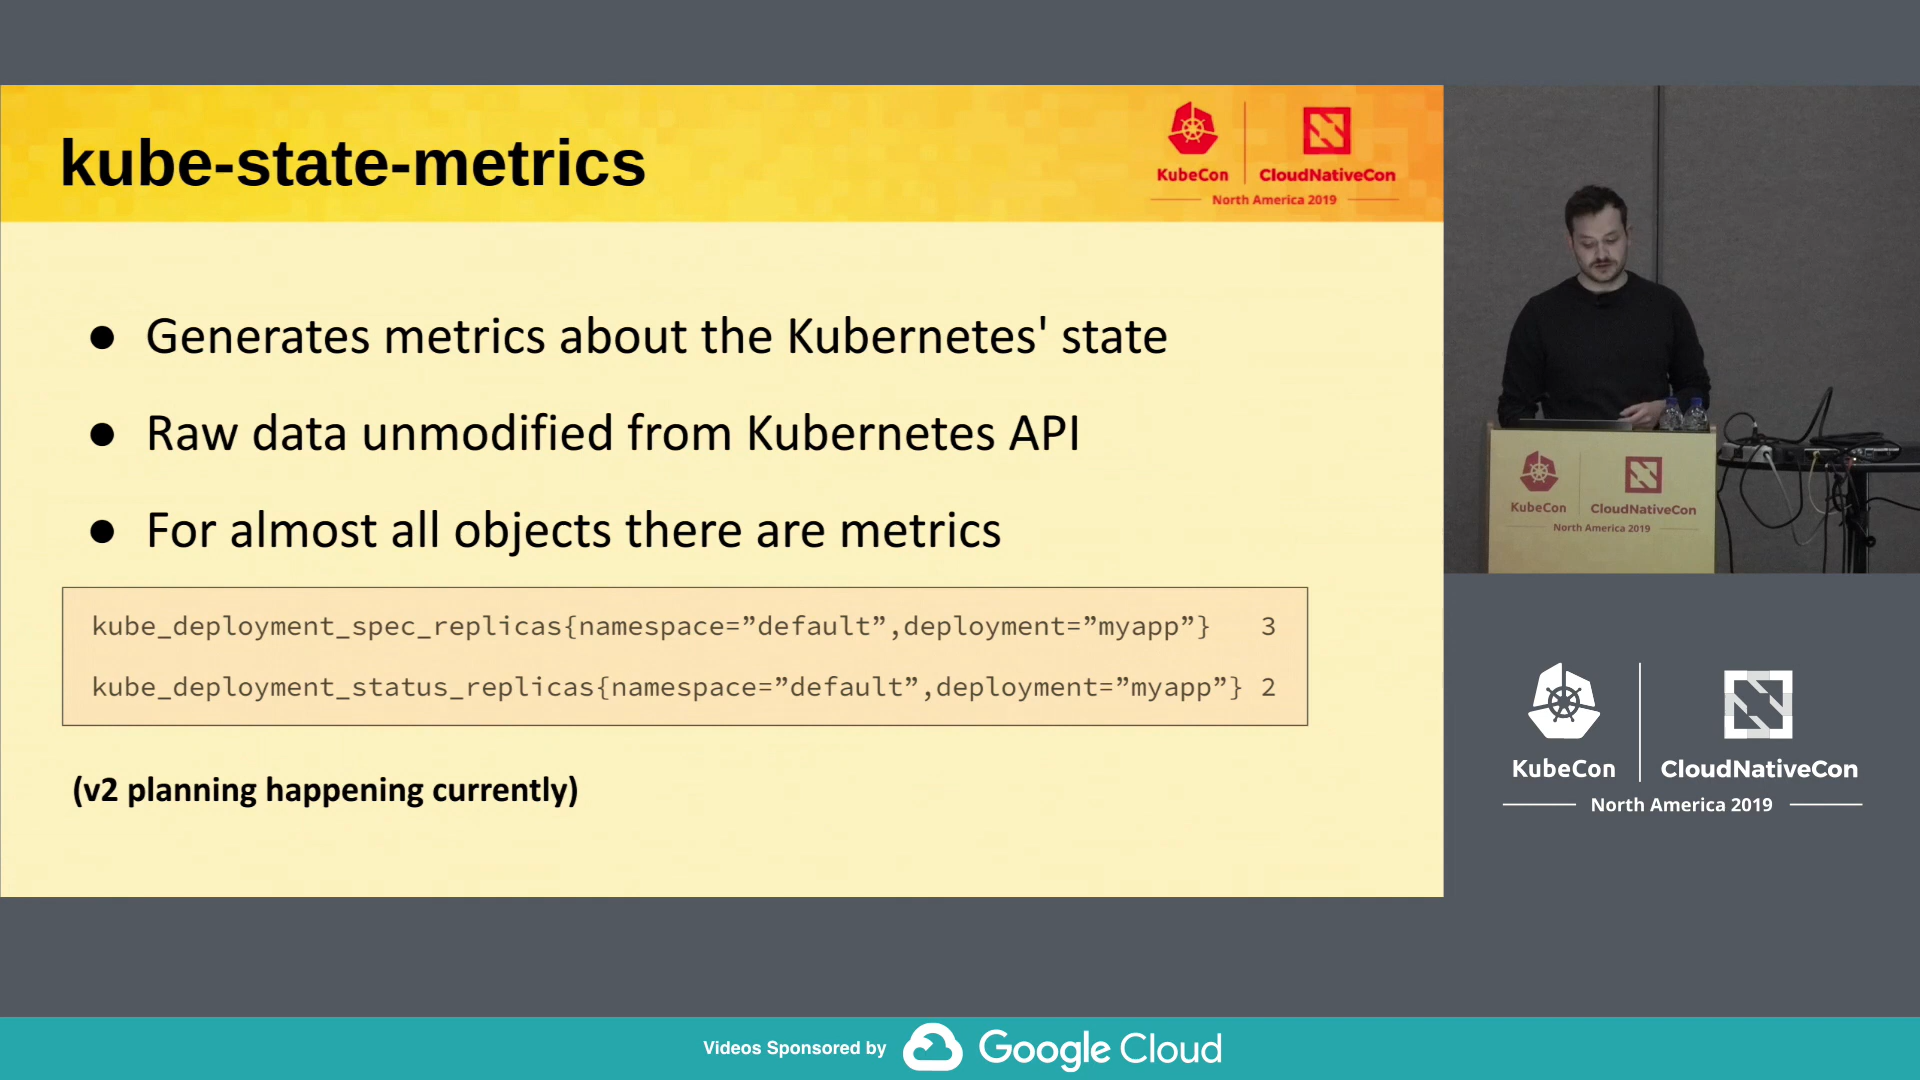 kube-state-metrics
KubeCon
CloudNativeCon
North America 2019
● Generates metrics about the Kubernetes' state
● Raw data unmodified from Kubernetes API
● For almost all objects there are metrics
kube_deployment_spec_replicas{namespace=”default”,deployment=”myapp”} 3
kube_deployment_status_replicas{namespace=”default”,deployment=”myapp”} 2
(v2 planning happening currently)
KubeCon
CloudNativeCon
North America 2019
KubeCon
CloudNativeCon
North America 2019
Videos Sponsored by Google Cloud